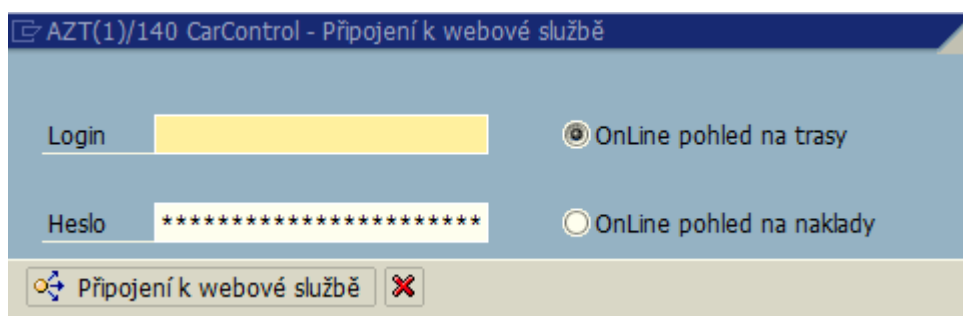 AZT(1)/140 CarControl - Připojení k webové službě
Login
OnLine pohled na trasy
Heslo ***********************
OnLine pohled na naklady
Připojení k webové službě